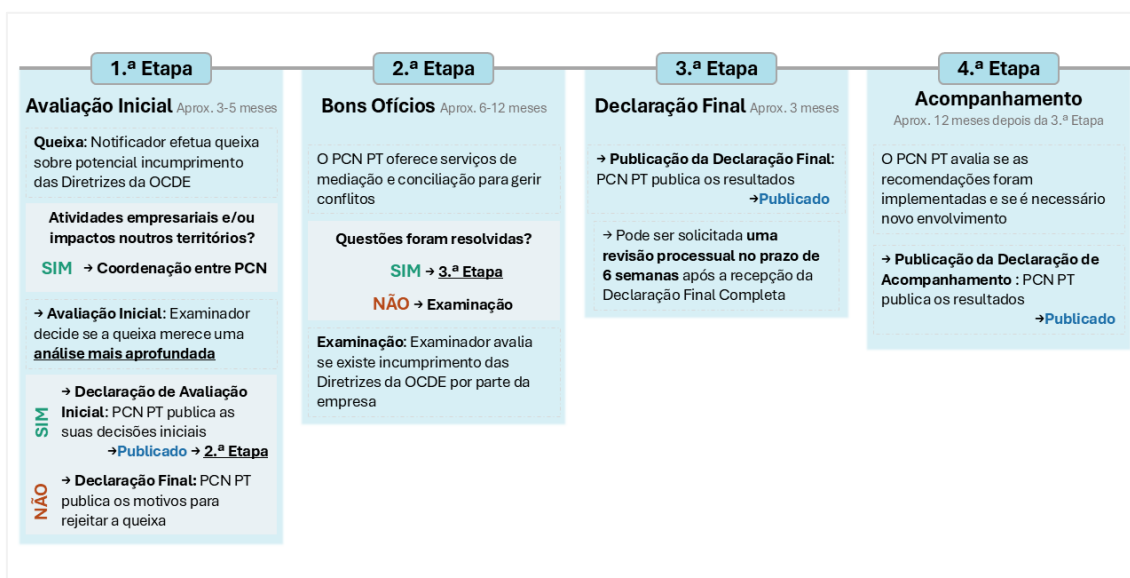 1.ª Etapa
Avaliação Inicial Aprox. 3-5 meses
Queixa: Notificador efetua queixa
sobre potencial incumprimento
das Diretrizes da OCDE
Atividades empresariais e/ou
impactos noutros territórios?
SIM → Coordenação entre PCN
→ Avaliação Inicial: Examinador
decide se a queixa merece uma
análise mais aprofundada
SIM
→ Declaração de Avaliação
Inicial: PCN PT publica as
suas decisões iniciais
→Publicado → 2.ª Etapa
NÃO
→ Declaração Final: PCN PT
publica os motivos para
rejeitar a queixa
2.ª Etapa
Bons Ofícios Aprox. 6-12 meses
O PCN PT oferece serviços de
mediação e conciliação para gerir
conflitos
Questões foram resolvidas?
SIM → 3.ª Etapa
NÃO → Examinação
Examinação: Examinador avalia
se existe incumprimento das
Diretrizes da OCDE por parte da
empresa
3.ª Etapa
Declaração Final Aprox. 3 meses
→ Publicação da Declaração Final:
PCN PT publica os resultados
→Publicado
→ Pode ser solicitada uma
revisão processual no prazo de
6 semanas após a recepção da
Declaração Final Completa
4.ª Etapa
Acompanhamento
Aprox. 12 meses depois da 3.ª Etapa
O PCN PT avalia se as
recomendações foram
implementadas e se é necessário
novo envolvimento
→ Publicação da Declaração de
Acompanhamento : PCN PT
publica os resultados
→Publicado